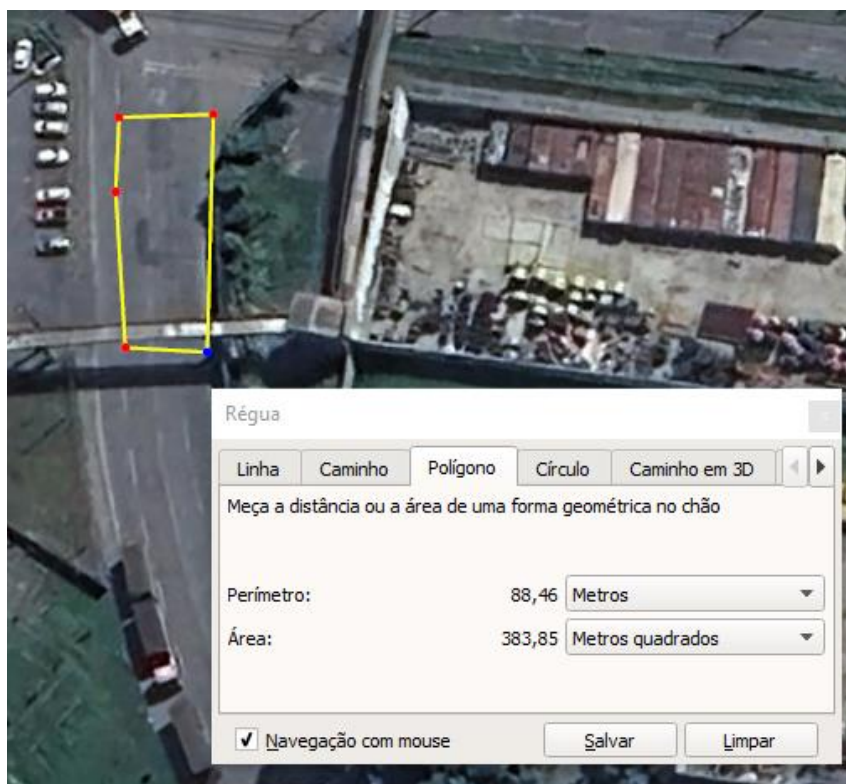 Régua
Linha Caminho Polígono Círculo Caminho em 3D
Meça a distância ou a área de uma forma geométrica no chão
Perímetro: 88,46 Metros
Área: 383,85 Metros quadrados
Navegação com mouse Salvar Limpar